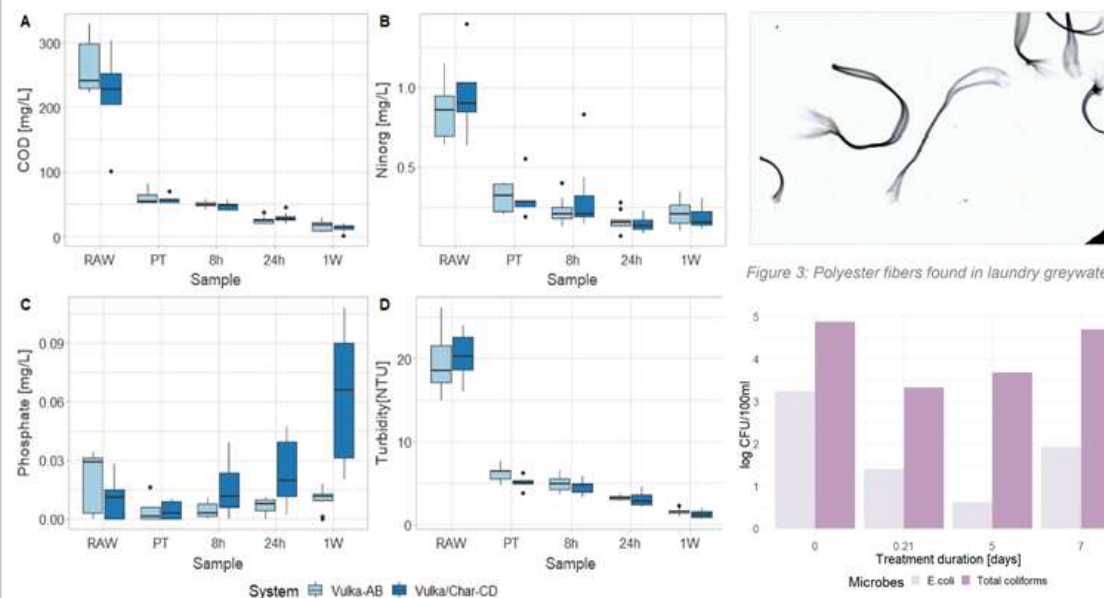 A
COD [mg/L]
300
200
100
0
RAW PT 8h 24h 1W
Sample
B
Ninorg [mg/L]
1.0
0.5
RAW PT 8h 24h 1W
Sample
Figure 3: Polyester fibers found in laundry greywate
C
Phosphate [mg/L]
0.09
0.06
0.03
0.00
RAW PT 8h 24h 1W
Sample
D
Turbidity[NTU]
20
10
0
RAW PT 8h 24h 1W
Sample
System Vulka-AB Vulka/Char-CD
log CFU/100ml
5
4
3
2
1
0
0 0.21 5 7
Treatment duration [days]
Microbes E.coli Total coliforms